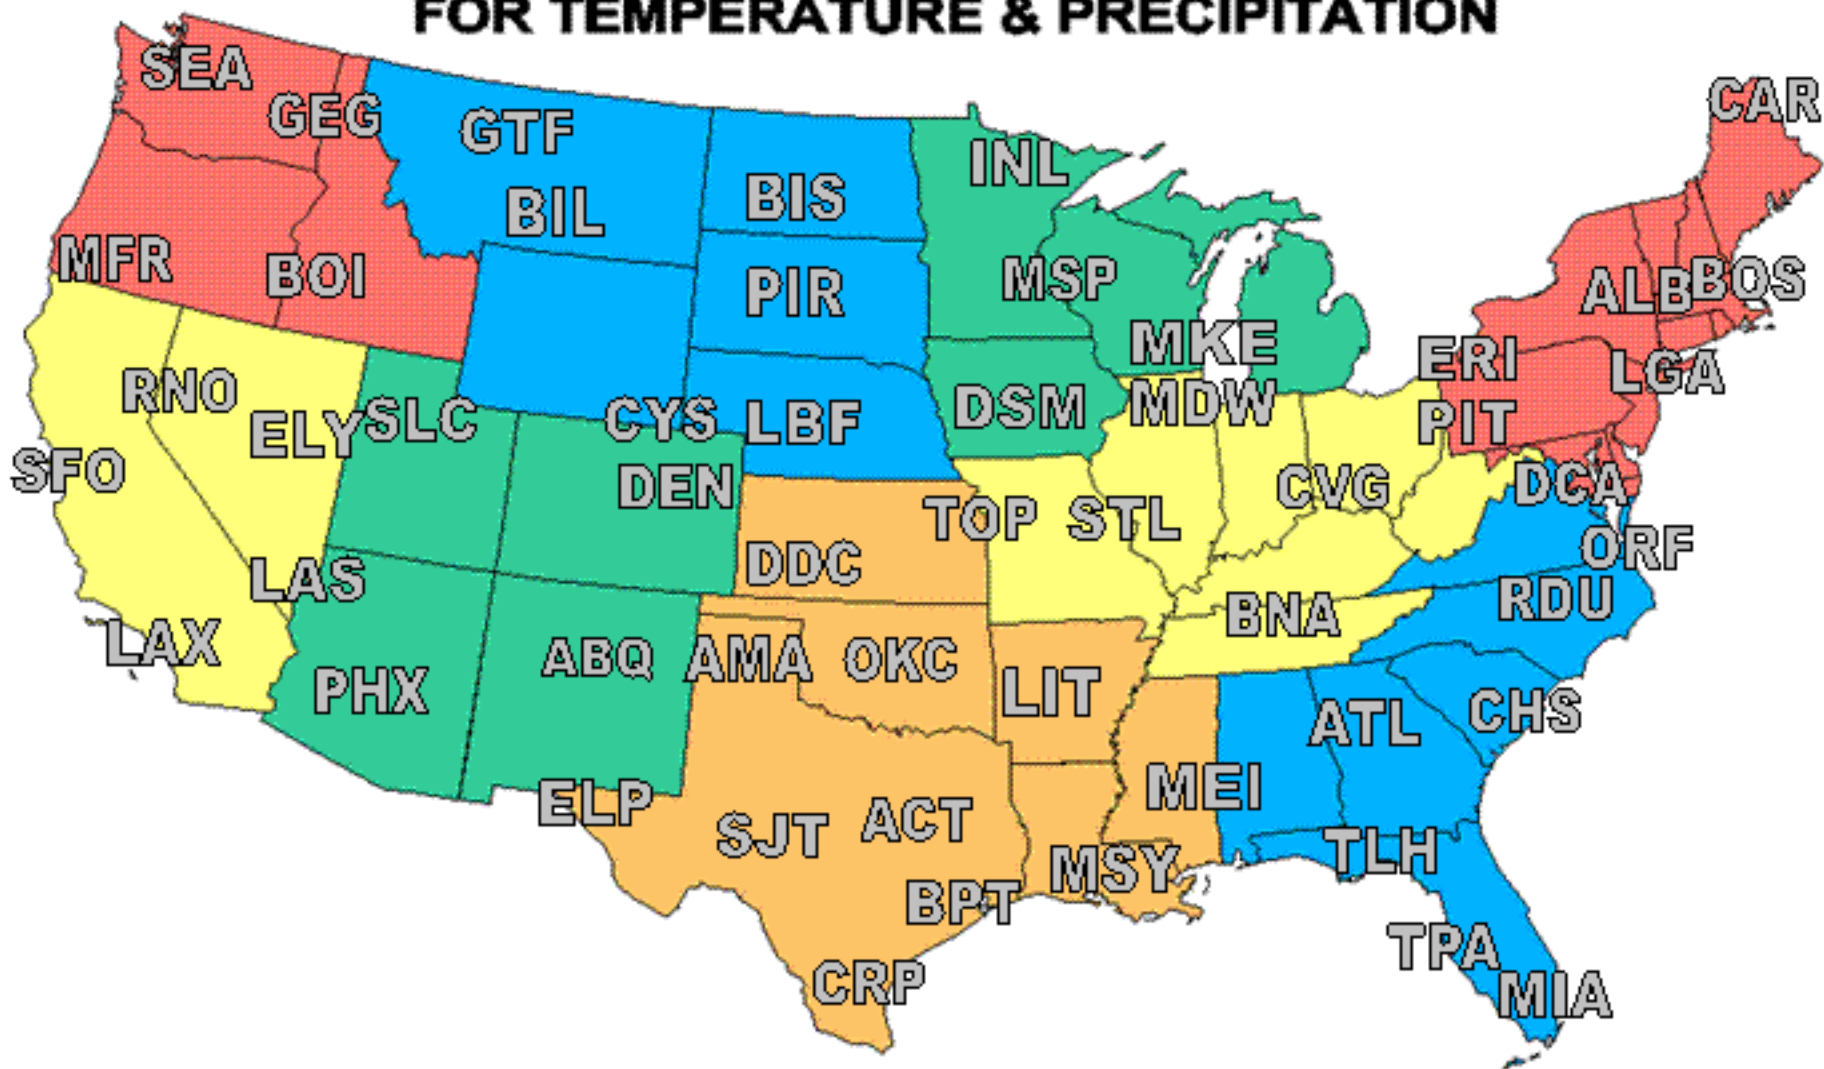 FOR TEMPERATURE & PRECIPITATION
SEA
GEG
GTF
BIL
BIS
INL
CAR
MFR
BOI
PIR
MSP
ALB
BOS
RNO
ELY
SLC
CYS
LBF
DSM
MKE
MDW
ERI
LGA
PIT
SFO
DEN
TOP
STL
CVG
DCA
ORF
LAS
DDC
BNA
RDU
LAX
PHX
ABQ
AMA
OKC
LIT
ATL
CHS
ELP
SJT
ACT
MEI
TLH
BPT
MSY
TPA
CRP
MIA